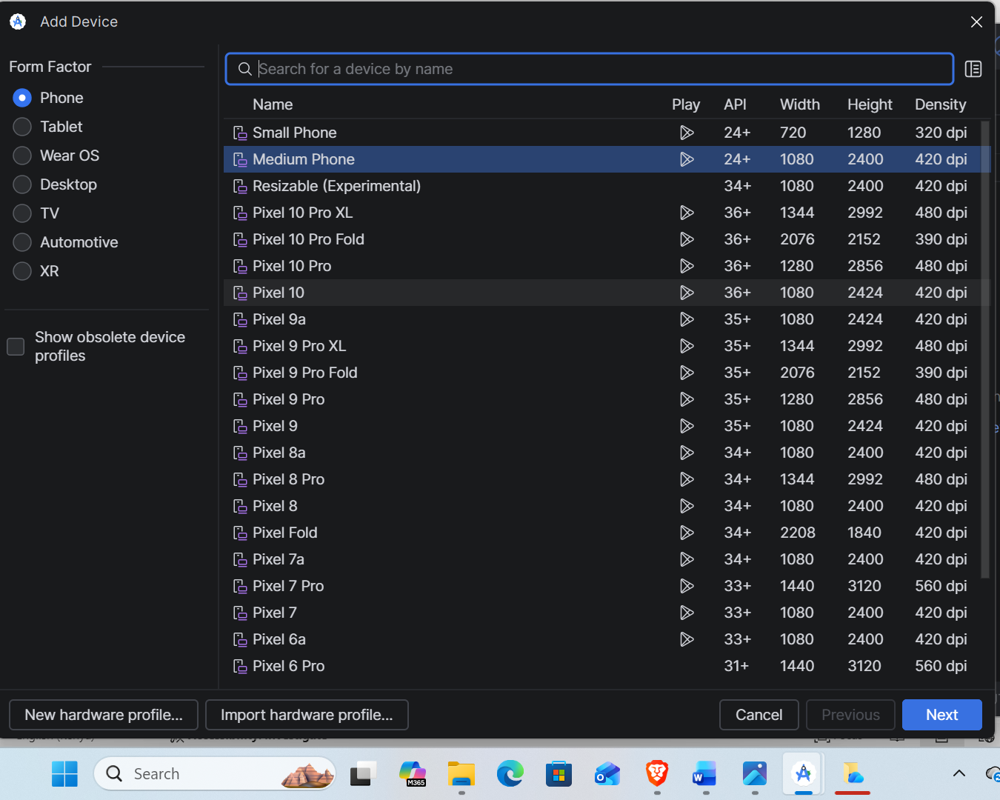 Add Device
Form Factor
Phone
Tablet
Wear OS
Desktop
TV
Automotive
XR
Show obsolete device
profiles
Search for a device by name
Name Play API Width Height Density
Small Phone 24+ 720 1280 320 dpi
Medium Phone 24+ 1080 2400 420 dpi
Resizable (Experimental) 34+ 1080 2400 420 dpi
Pixel 10 Pro XL 36+ 1344 2992 480 dpi
Pixel 10 Pro Fold 36+ 2076 2152 390 dpi
Pixel 10 Pro 36+ 1280 2856 480 dpi
Pixel 10 36+ 1080 2424 420 dpi
Pixel 9a 35+ 1080 2424 420 dpi
Pixel 9 Pro XL 35+ 1344 2992 480 dpi
Pixel 9 Pro Fold 35+ 2076 2152 390 dpi
Pixel 9 Pro 35+ 1280 2856 480 dpi
Pixel 9 35+ 1080 2424 420 dpi
Pixel 8a 34+ 1080 2400 420 dpi
Pixel 8 Pro 34+ 1344 2992 480 dpi
Pixel 8 34+ 1080 2400 420 dpi
Pixel Fold 34+ 2208 1840 420 dpi
Pixel 7a 34+ 1080 2400 420 dpi
Pixel 7 Pro 33+ 1440 3120 560 dpi
Pixel 7 33+ 1080 2400 420 dpi
Pixel 6a 33+ 1080 2400 420 dpi
Pixel 6 Pro 31+ 1440 3120 560 dpi
New hardware profile... Import hardware profile... Cancel Previous Next
Search
M365